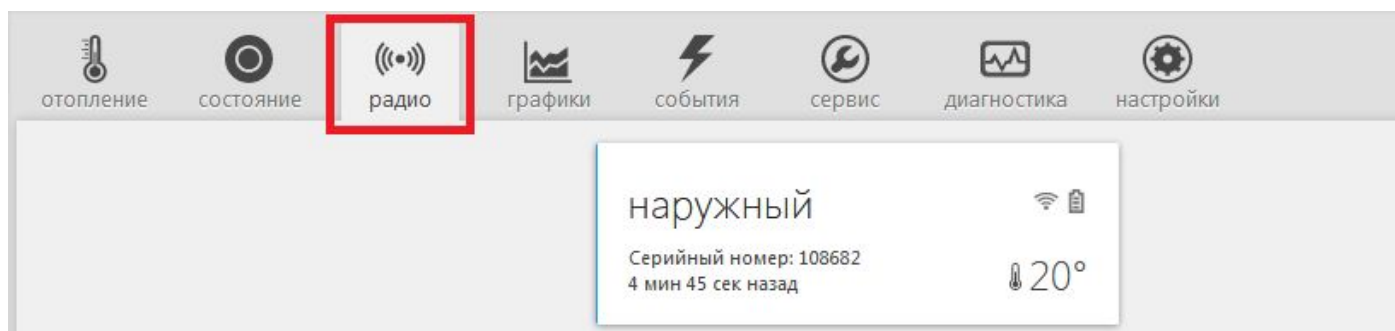 отопление состояние радио графики события сервис диагностика настройки
наружный
Серийный номер: 108682
4 мин 45 сек назад
20°